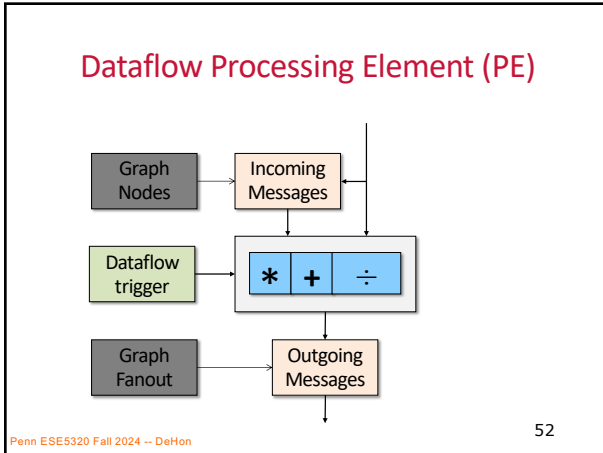 Dataflow Processing Element (PE)
Graph
Nodes
Incoming
Messages
Dataflow
trigger
* + ÷
Graph
Fanout
Outgoing
Messages
Penn ESE5320 Fall 2024 -- DeHon
52